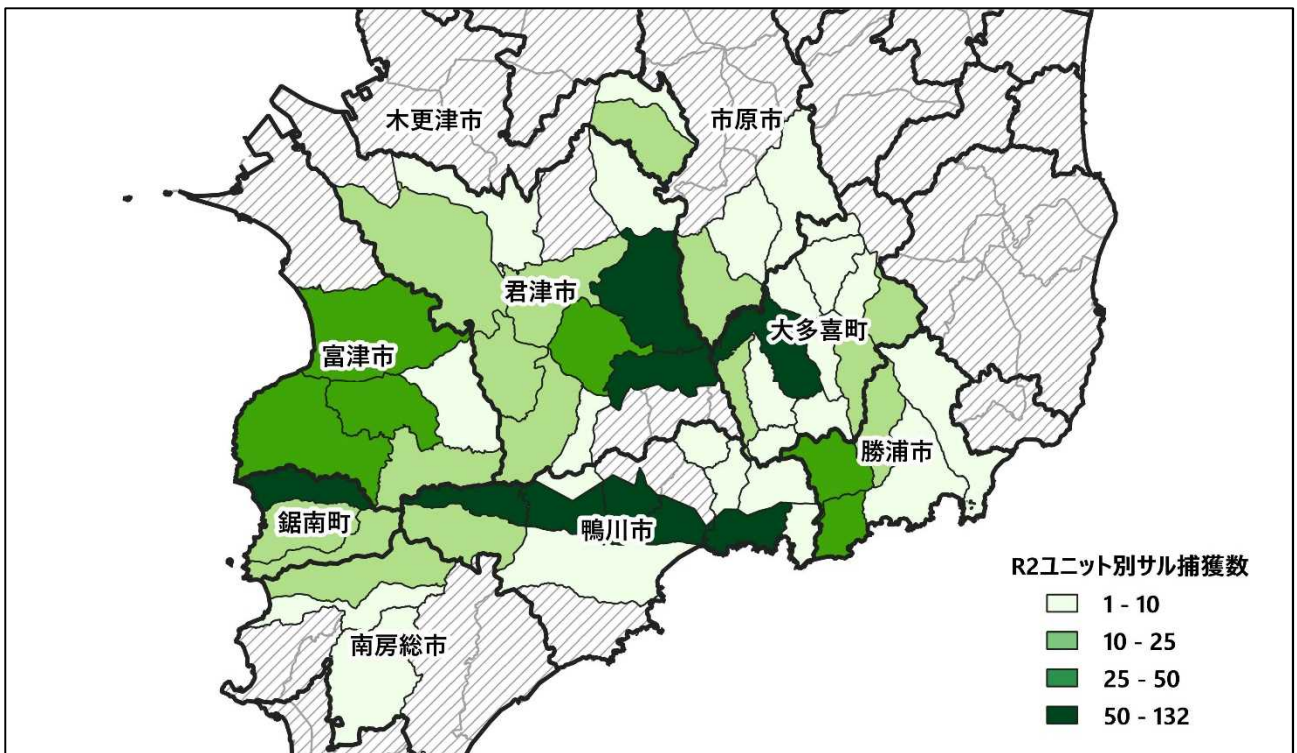 木更津市
市原市
君津市
大多喜町
富津市
勝浦市
鋸南町
鴨川市
南房総市
R2ユニット別サル捕獲数
1 - 10
10 - 25
25 - 50
50 - 132